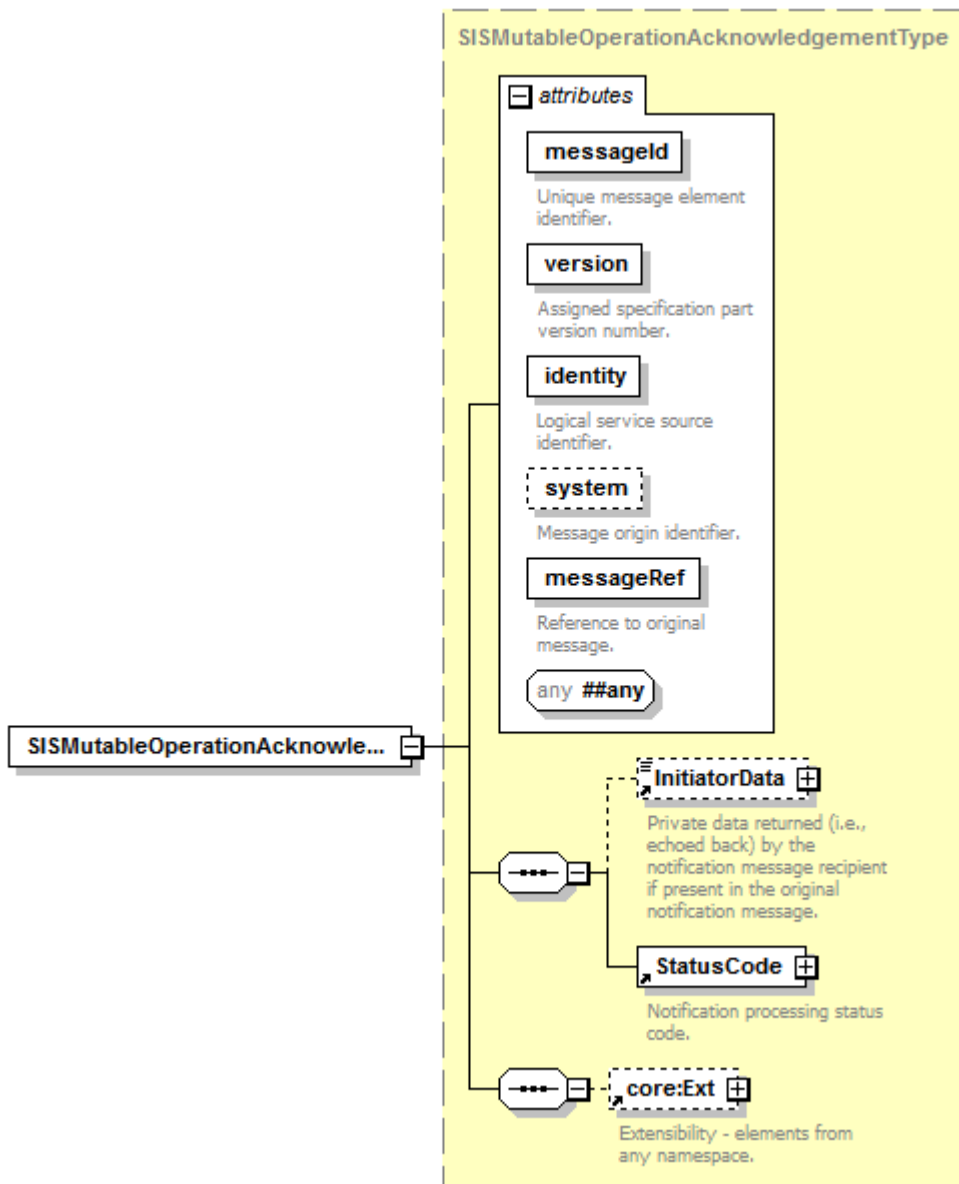 SISMutableOperationAcknowledgementType
attributes
messageId
Unique message element
identifier.
version
Assigned specification part
version number.
identity
Logical service source
identifier.
system
Message origin identifier.
messageRef
Reference to original
message.
any ##any
SISMutableOperationAcknowle...
InitiatorData
Private data returned (i.e.,
echoed back) by the
notification message recipient
if present in the original
notification message.
StatusCode
Notification processing status
code.
core:Ext
Extensibility - elements from
any namespace.